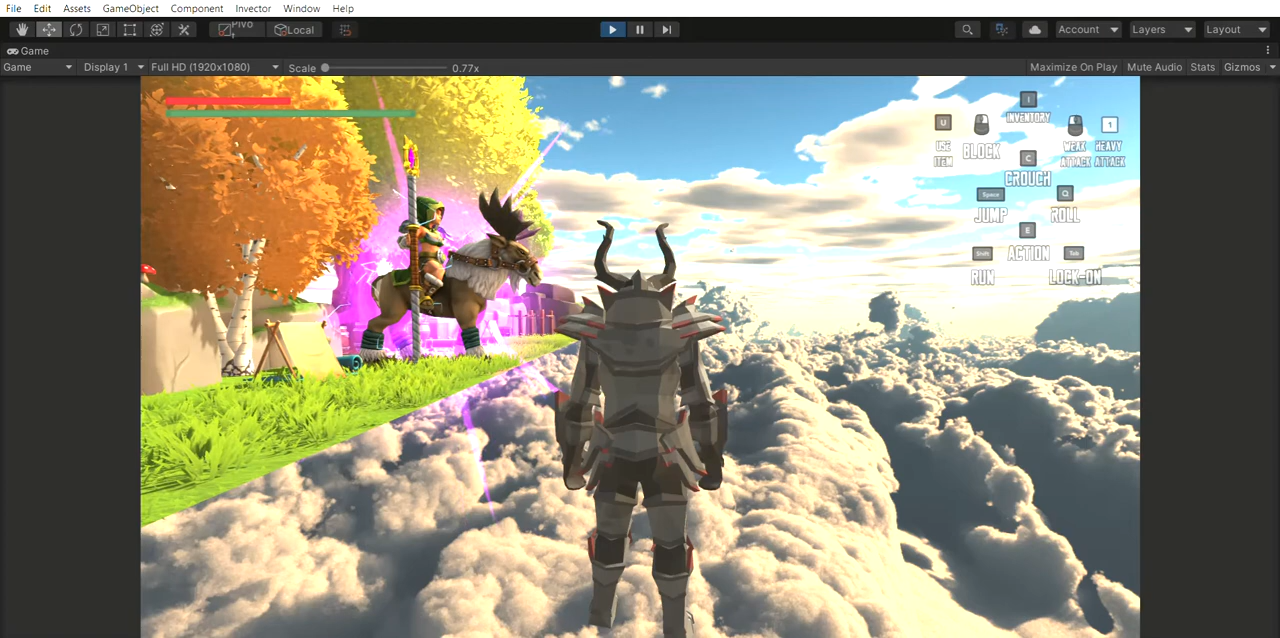 File Edit Assets GameObject Component Invector Window Help
Pivo Local Account Layers Layout
Game
Game Display 1 Full HD (1920x1080) Scale 0.77x Maximize On Play Mute Audio Stats Gizmos
I
INVENTORY
U 1
USE ITEM
BLOCK
WEAK ATTACK
HEAVY ATTACK
C
CROUCH
Space Q
JUMP ROLL
E
Shift ACTION Tab
RUN LOCK-ON